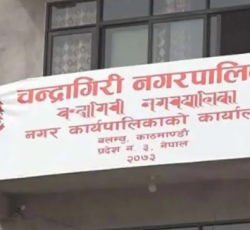 चन्द्रागिरी नगरपालि
नगर कार्यपालिकाको कार्याल
बलम्बु, काठमाण्डौ
प्रदेश नं. ३, नेपाल
२०७३